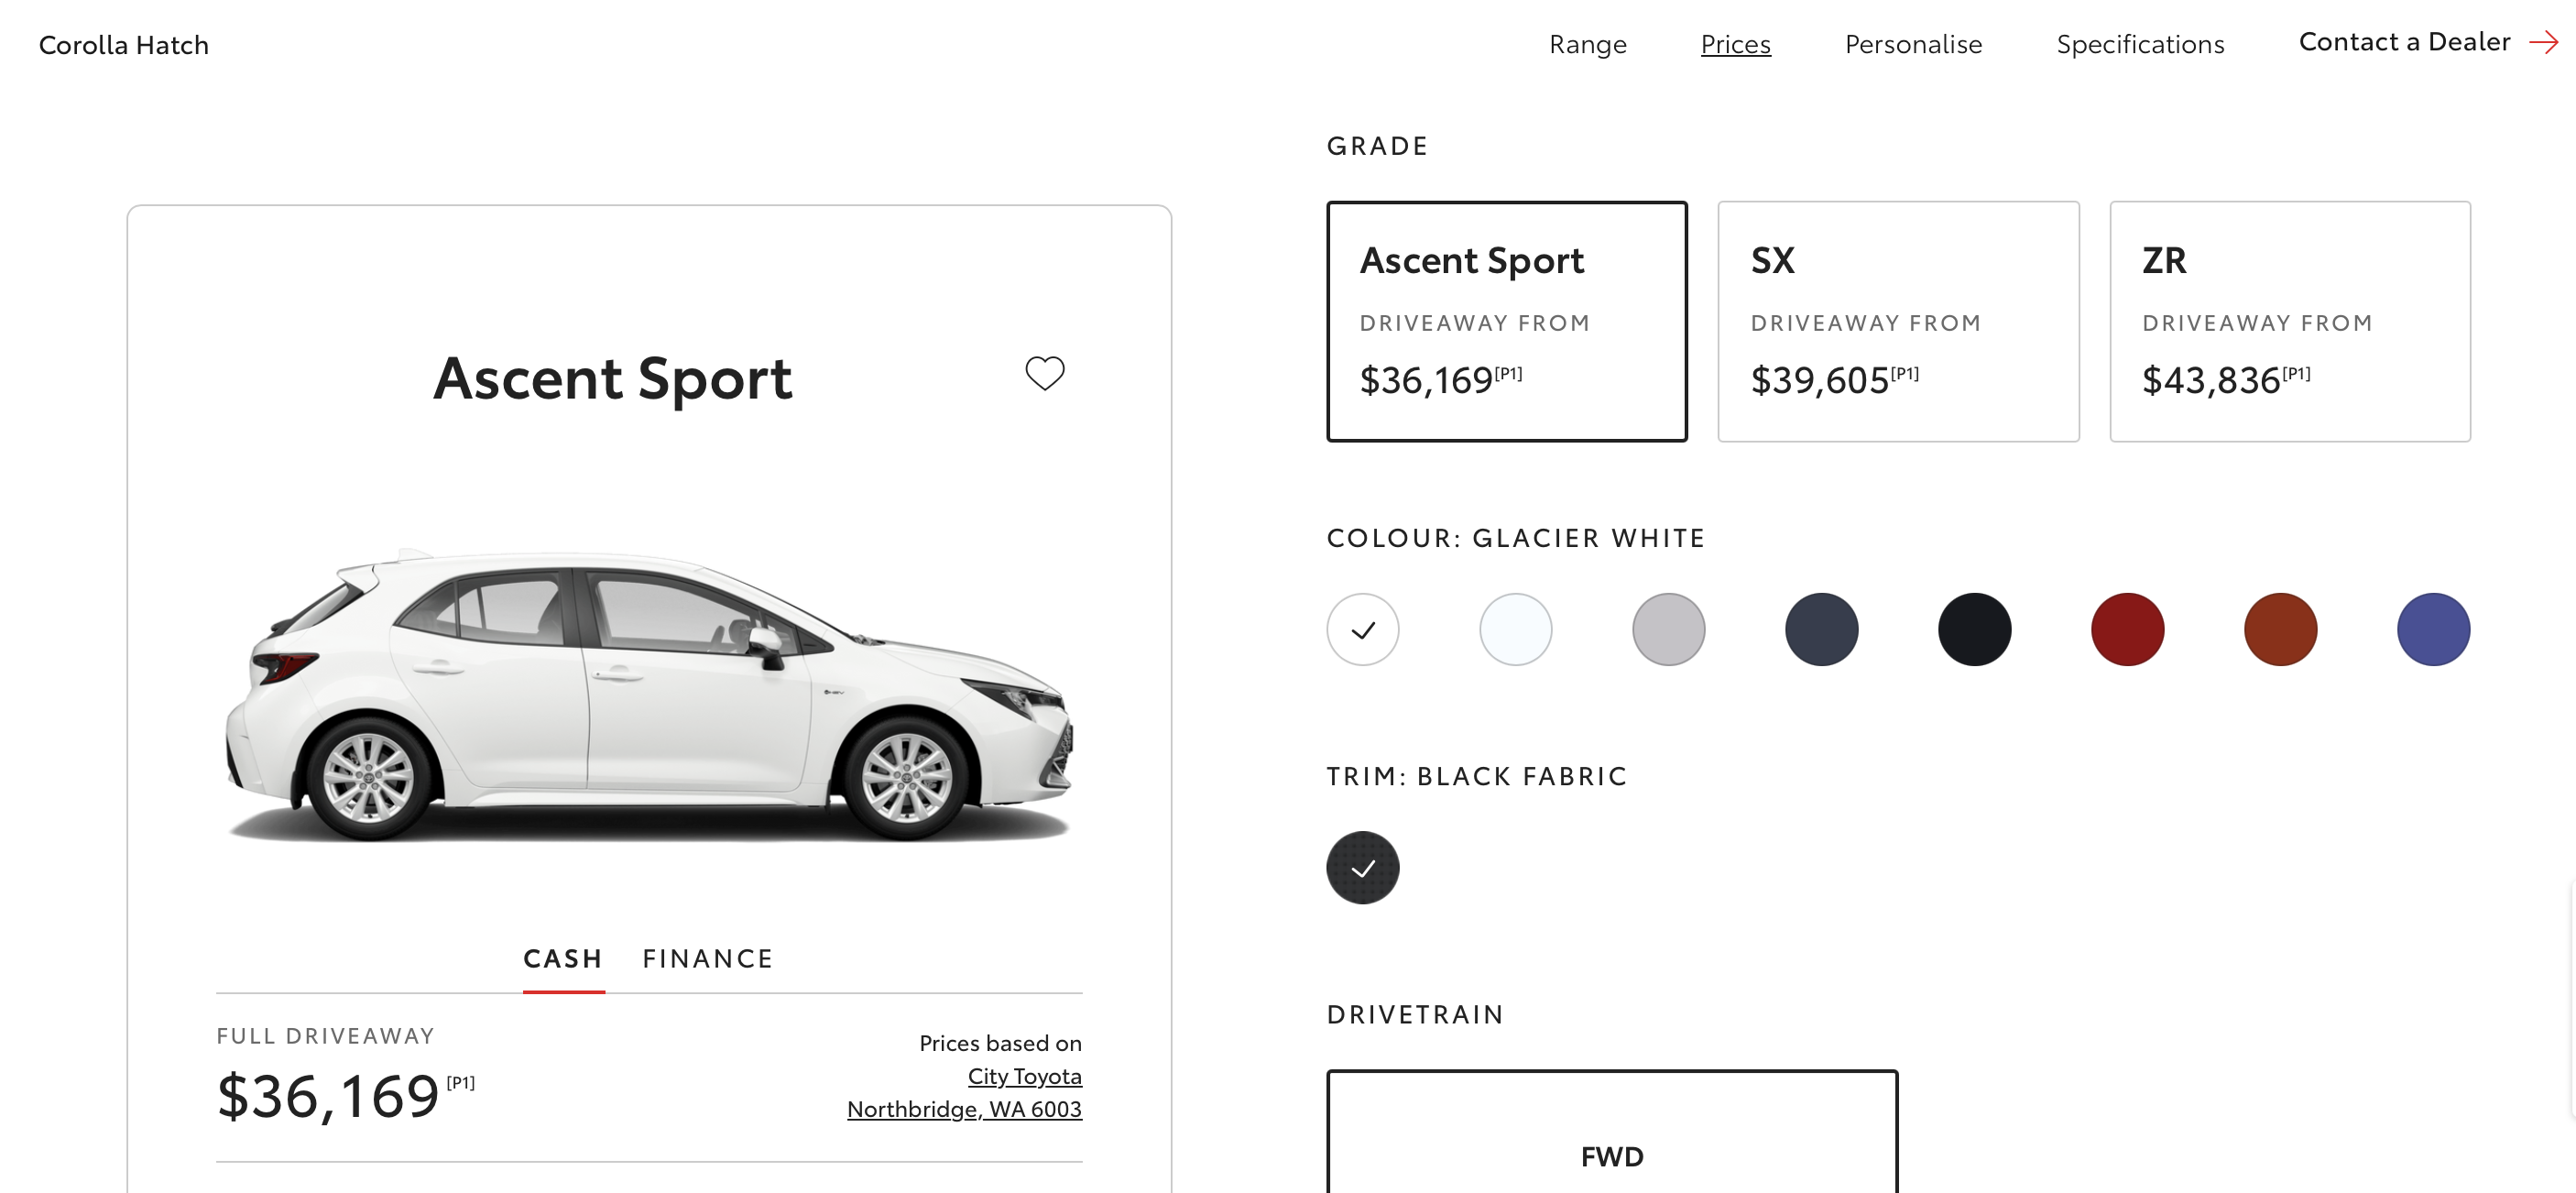 Corolla Hatch
Range
Prices
Personalise
Specifications
Contact a Dealer
Ascent Sport
CASH
FINANCE
FULL DRIVEAWAY
$36,169[P1]
Prices based on
City Toyota
Northbridge, WA 6003
GRADE
Ascent Sport
DRIVEAWAY FROM
$36,169[P1]
SX
DRIVEAWAY FROM
$39,605[P1]
ZR
DRIVEAWAY FROM
$43,836[P1]
COLOUR: GLACIER WHITE
TRIM: BLACK FABRIC
DRIVETRAIN
FWD